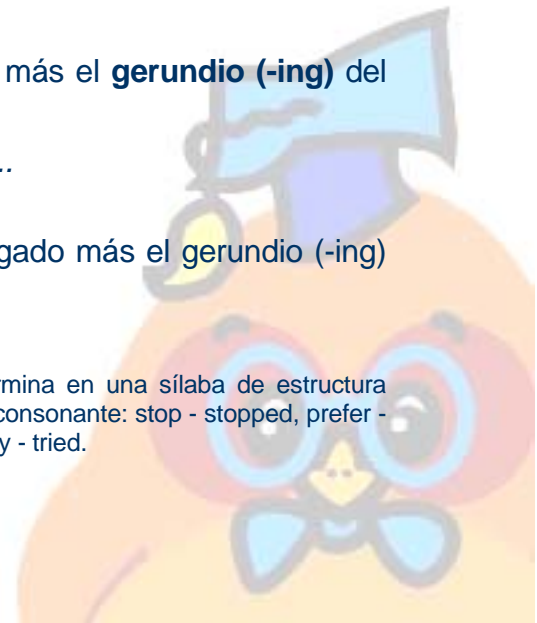 más el gerundio (-ing) del
..
gado más el gerundio (-ing)
rmina en una sílaba de estructura
consonante: stop - stopped, prefer -
y - tried.